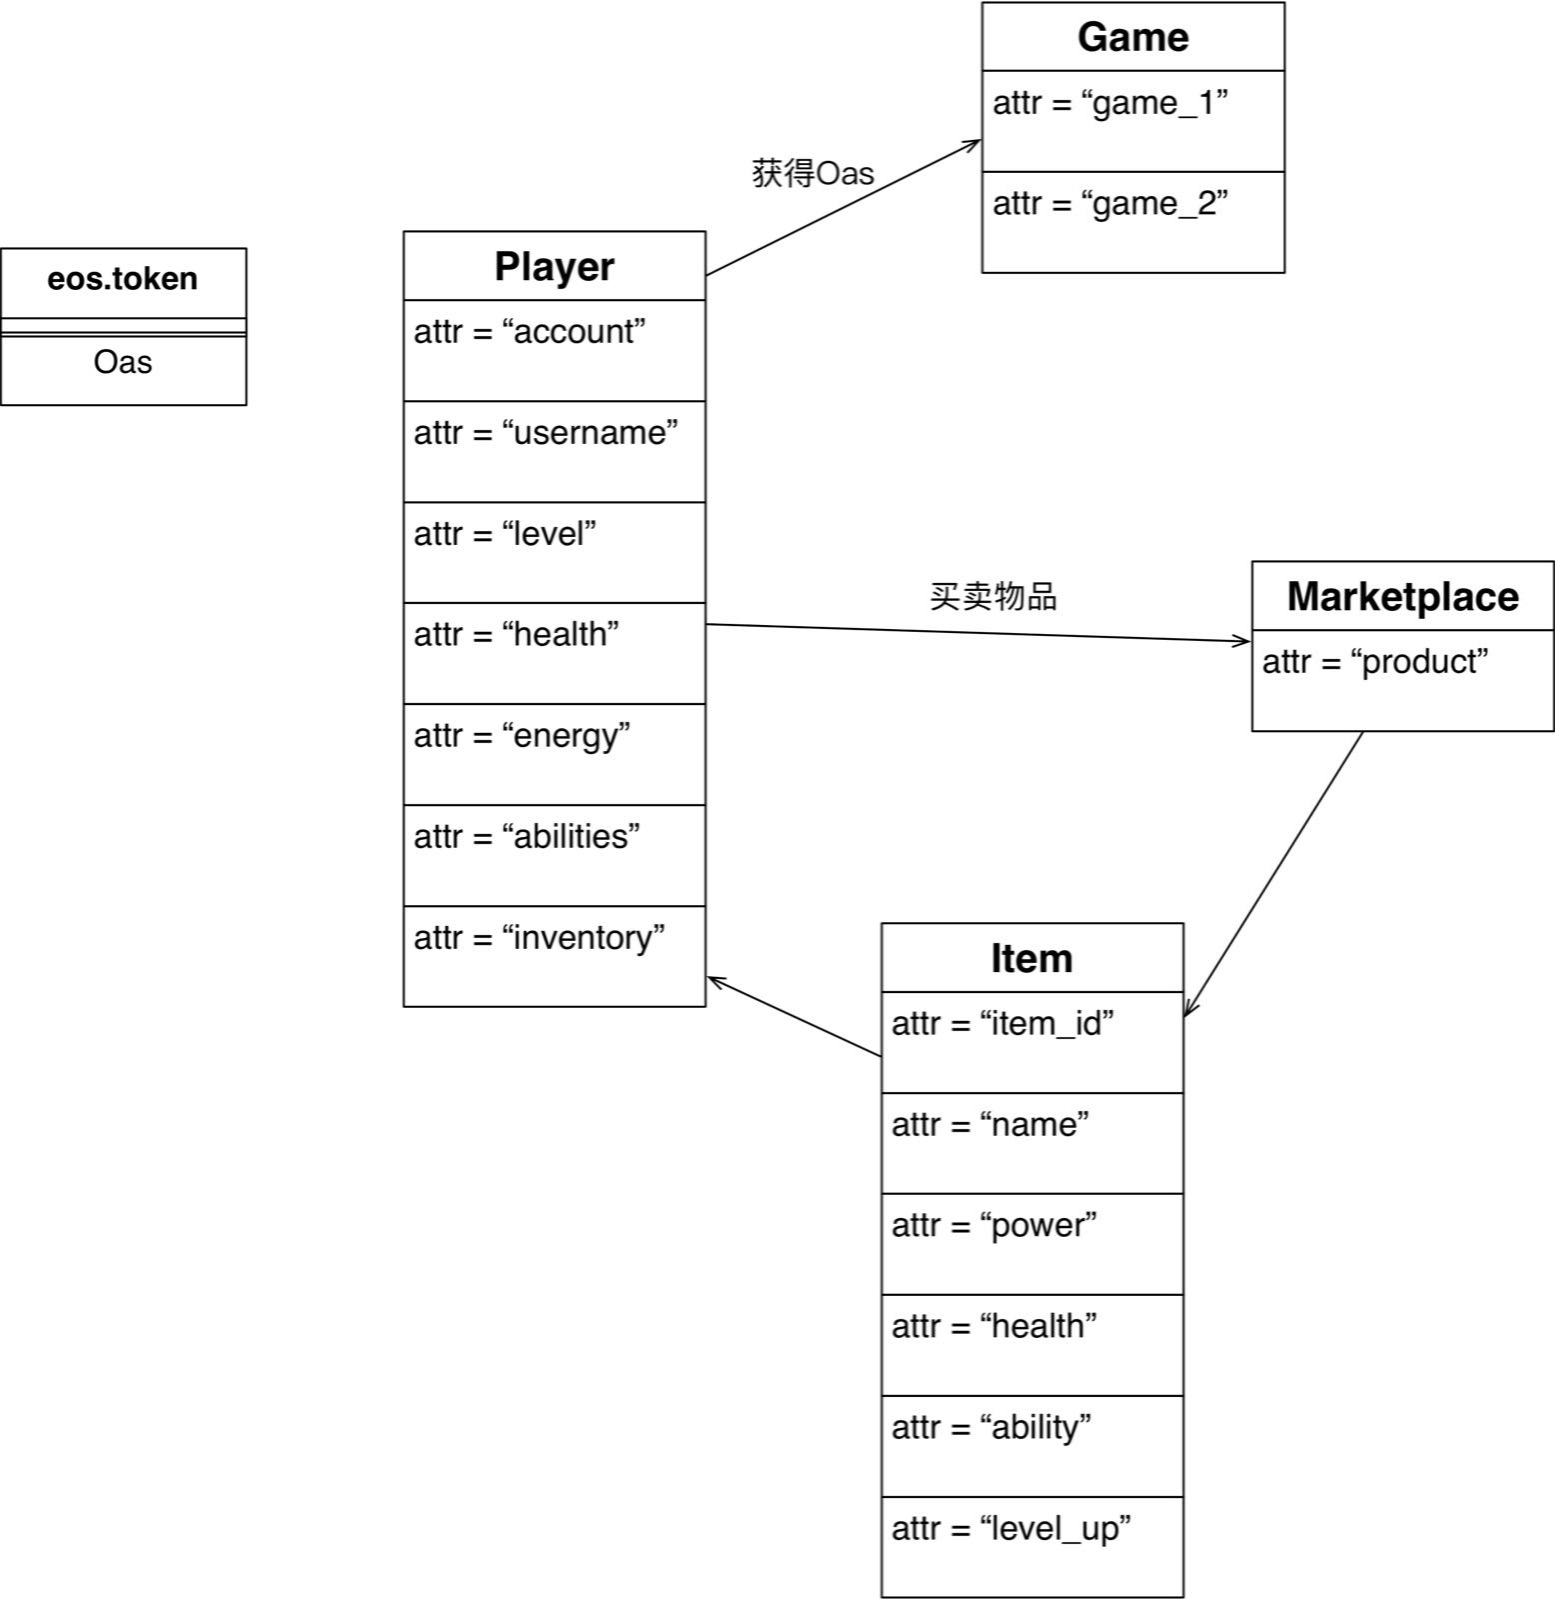 Game
attr = “game_1”
attr = “game_2”
获得Oas
eos.token
Oas
Player
attr = “account”
attr = “username”
attr = “level”
attr = “health”
attr = “energy”
attr = “abilities”
attr = “inventory”
买卖物品
Marketplace
attr = “product”
Item
attr = “item_id”
attr = “name”
attr = “power”
attr = “health”
attr = “ability”
attr = “level_up”